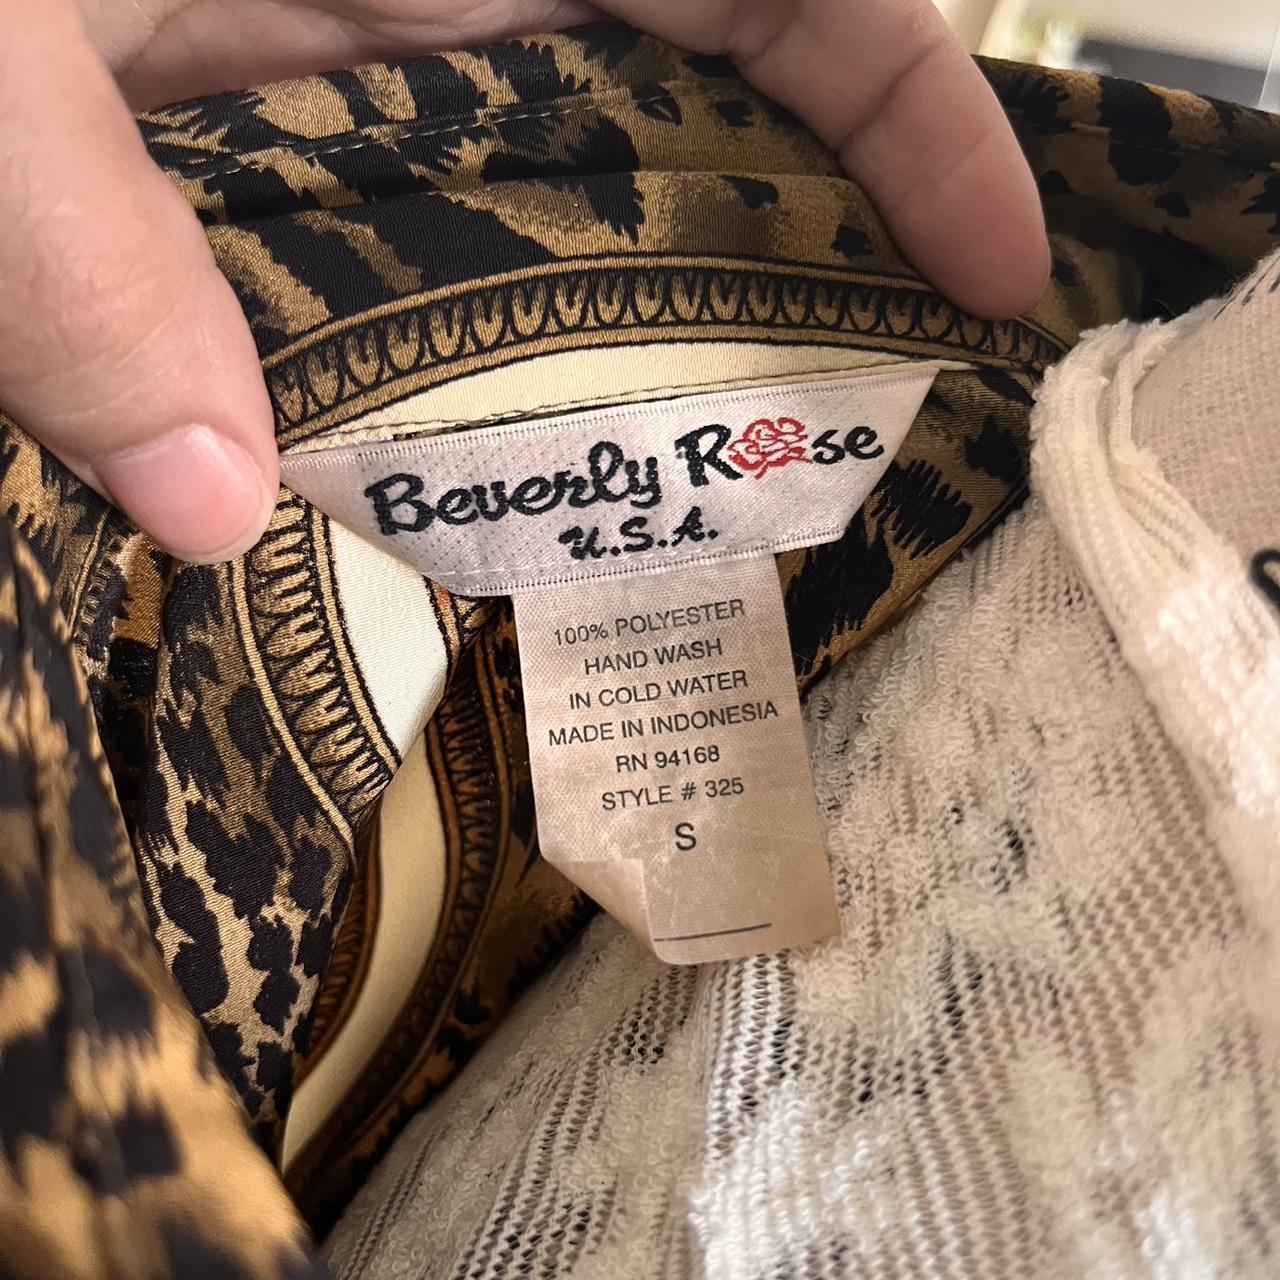 Beverly Rose
U.S.A.
100% POLYESTER
HAND WASH
IN COLD WATER
MADE IN INDONESIA
RN 94168
STYLE # 325
S